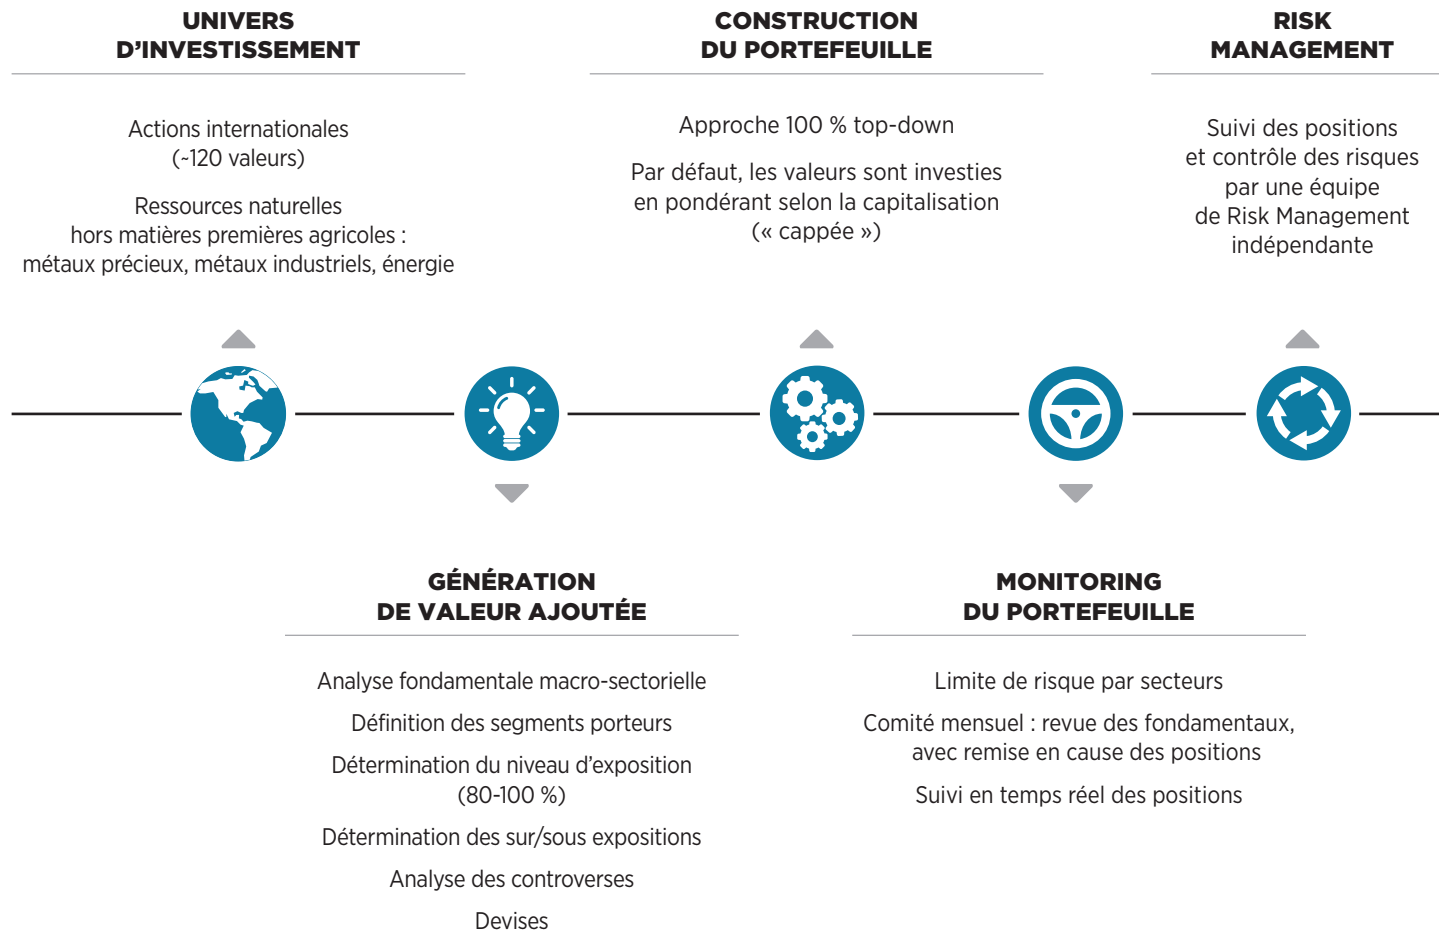 UNIVERS
D’INVESTISSEMENT
Actions internationales
(~120 valeurs)
Ressources naturelles
hors matières premières agricoles :
métaux précieux, métaux industriels, énergie
CONSTRUCTION
DU PORTEFEUILLE
Approche 100 % top-down
Par défaut, les valeurs sont investies
en pondérant selon la capitalisation
(« cappée »)
RISK
MANAGEMENT
Suivi des positions
et contrôle des risques
par une équipe
de Risk Management
indépendante
GÉNÉRATION
DE VALEUR AJOUTÉE
Analyse fondamentale macro-sectorielle
Définition des segments porteurs
Détermination du niveau d’exposition
(80-100 %)
Détermination des sur/sous expositions
Analyse des controverses
Devises
MONITORING
DU PORTEFEUILLE
Limite de risque par secteurs
Comité mensuel : revue des fondamentaux,
avec remise en cause des positions
Suivi en temps réel des positions